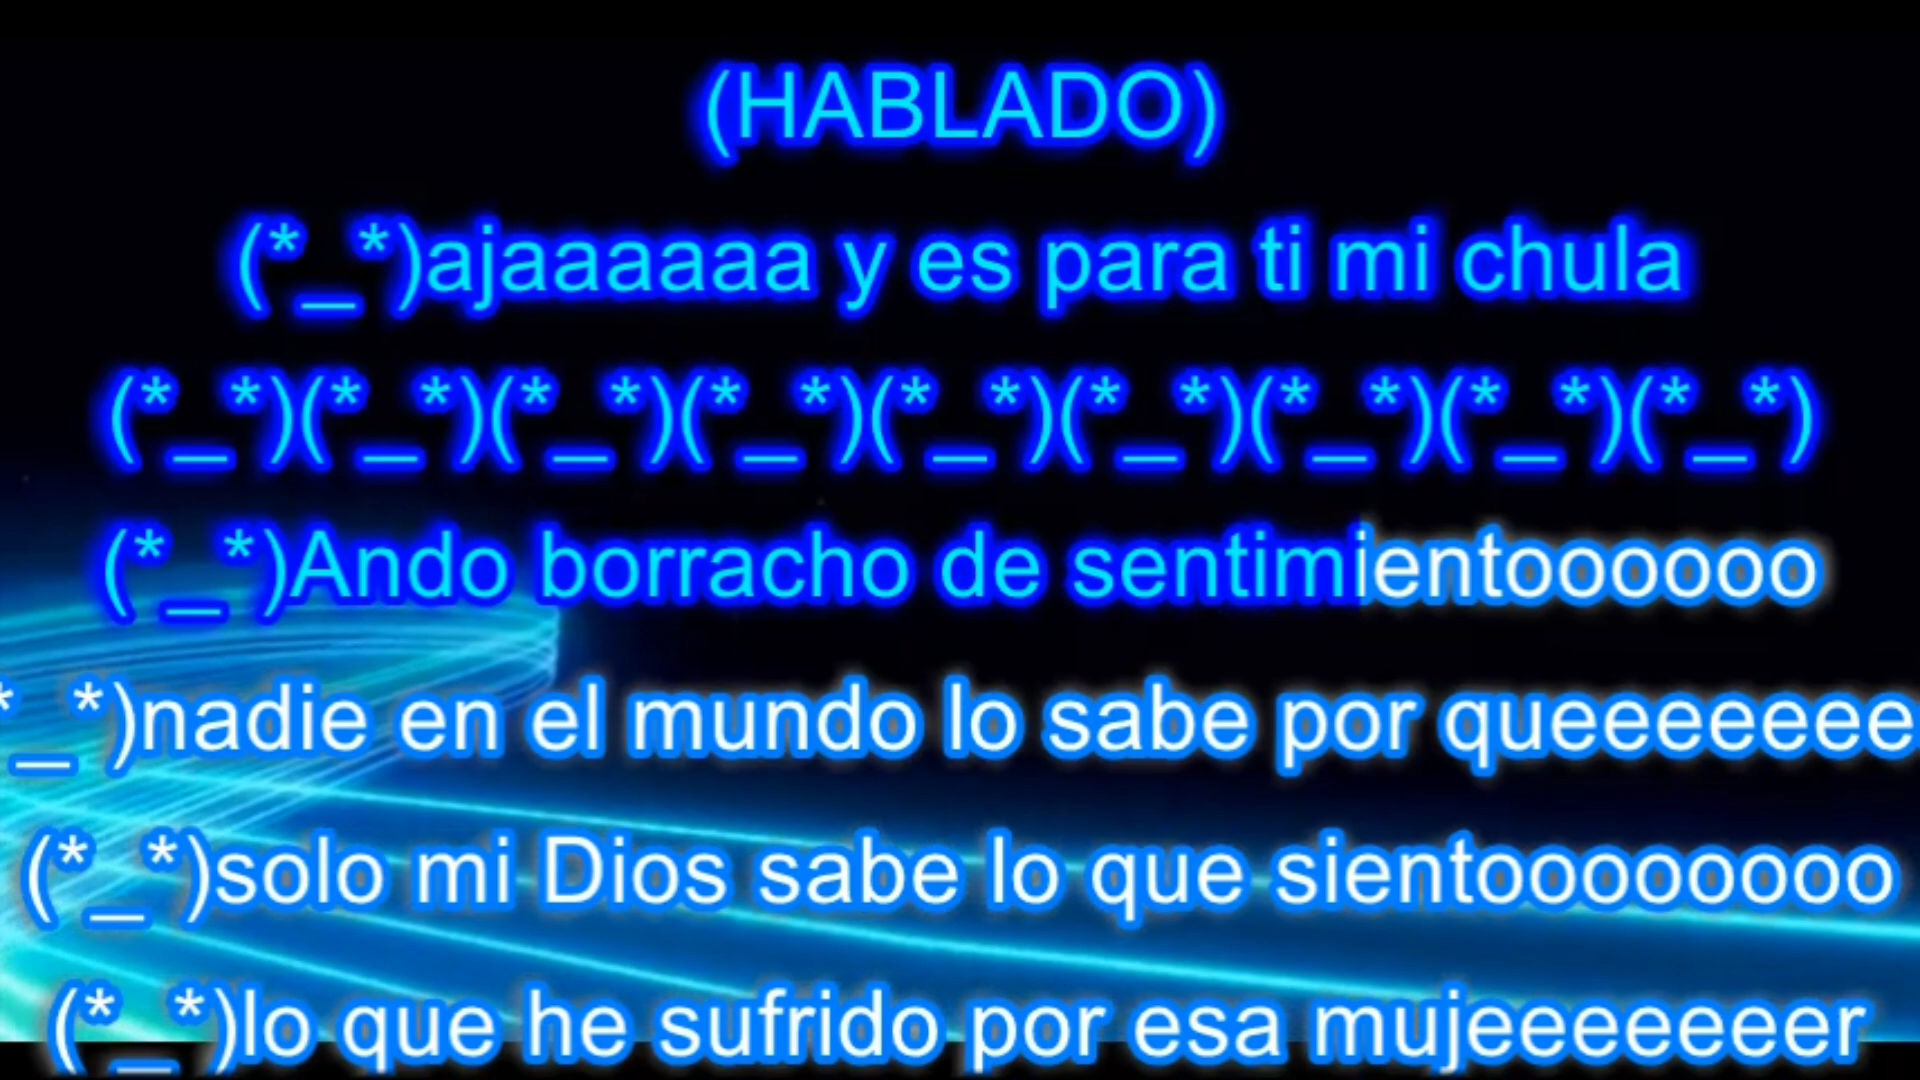 (HABLADO)
(*_*)ajaaaaaa y es para ti mi chula
(*_*)(*_*)(*_*)(*_*)(*_*)(*_*)(*_*)(*_*)(*_*)
(*_*)Ando borracho de sentimientoooooo
*_*)nadie en el mundo lo sabe por queeeeeee
(*_*)solo mi Dios sabe lo que sientoooooooo
(*_*)lo que he sufrido por esa mujeeeeeeer